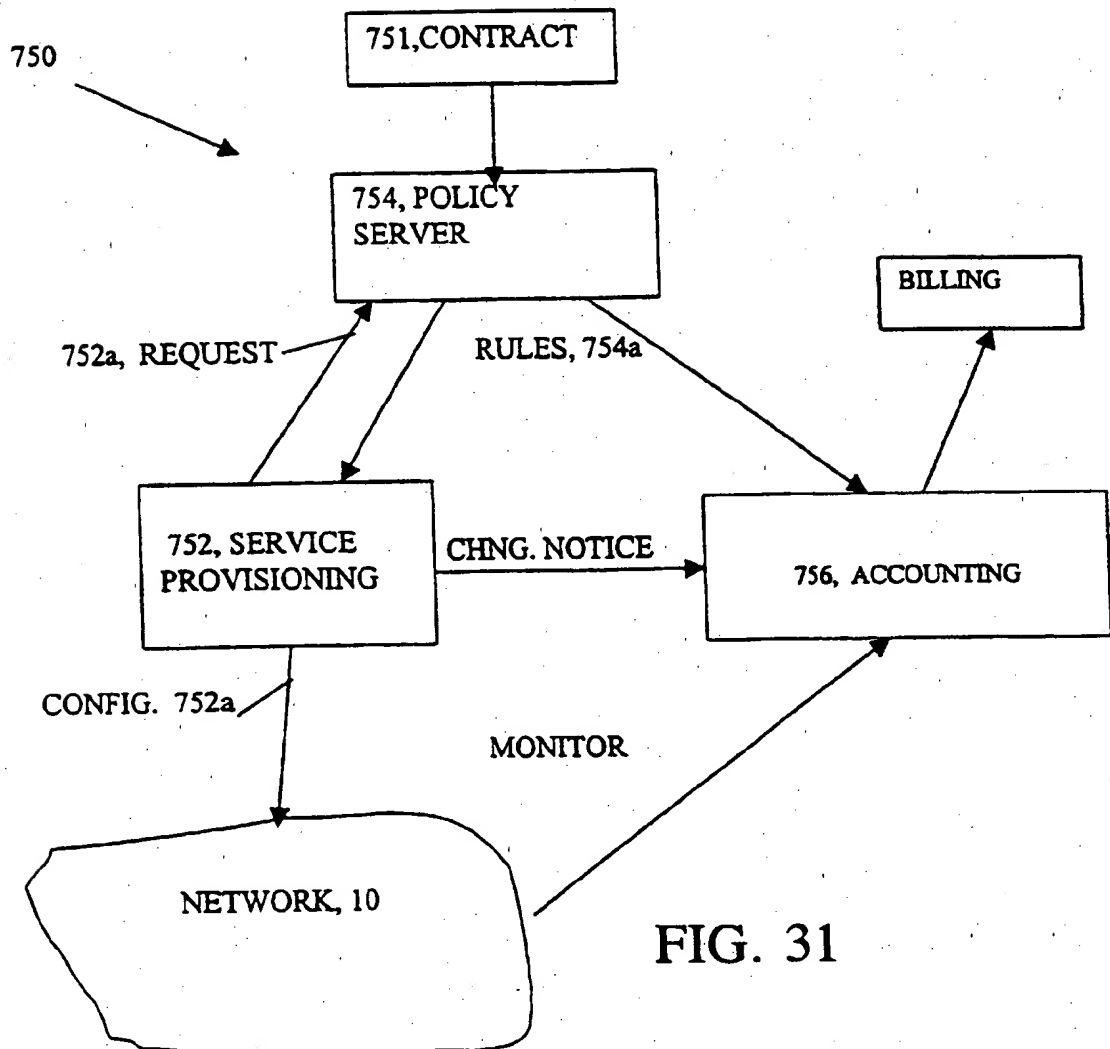 750
751,CONTRACT
754, POLICY
SERVER
BILLING
752a, REQUEST
RULES, 754a
752, SERVICE
PROVISIONING
CHNG. NOTICE
756, ACCOUNTING
CONFIG. 752a
MONITOR
NETWORK, 10
FIG. 31